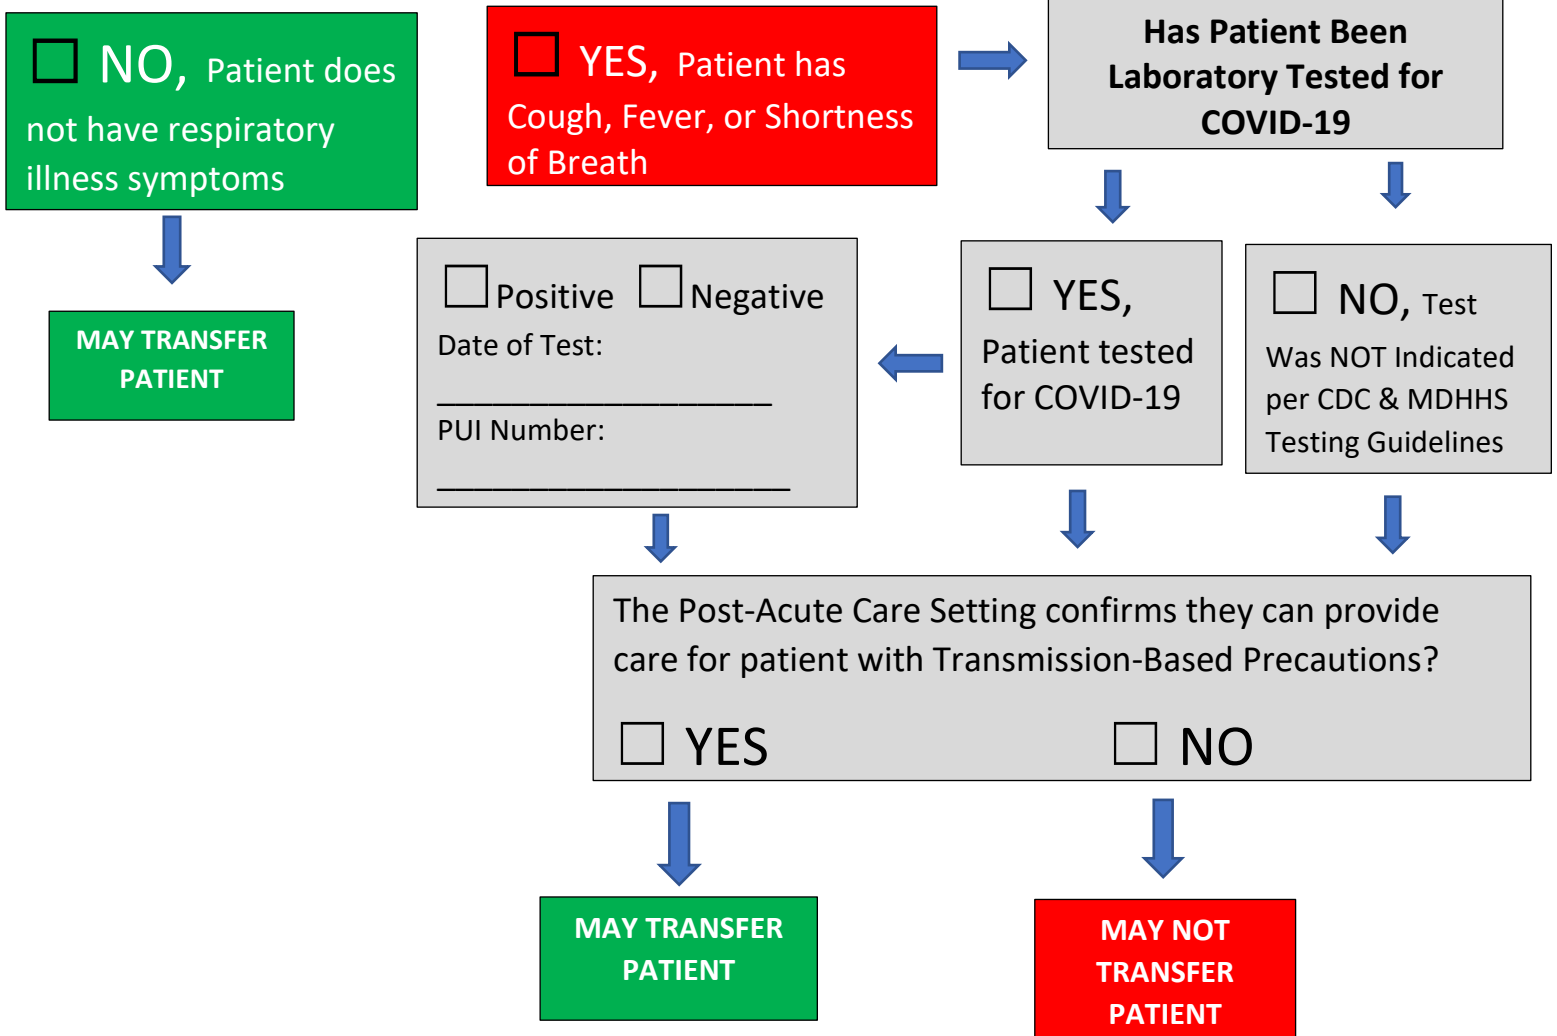 ☐ NO, Patient does
not have respiratory
illness symptoms
MAY TRANSFER
PATIENT
☐ YES, Patient has
Cough, Fever, or Shortness
of Breath
Has Patient Been
Laboratory Tested for
COVID-19
☐ YES,
Patient tested
for COVID-19
☐ NO, Test
Was NOT Indicated
per CDC & MDHHS
Testing Guidelines
☐ Positive ☐ Negative
Date of Test:
__________________
PUI Number:
___________________
The Post-Acute Care Setting confirms they can provide
care for patient with Transmission-Based Precautions?
☐ YES ☐ NO
MAY TRANSFER
PATIENT
MAY NOT
TRANSFER
PATIENT